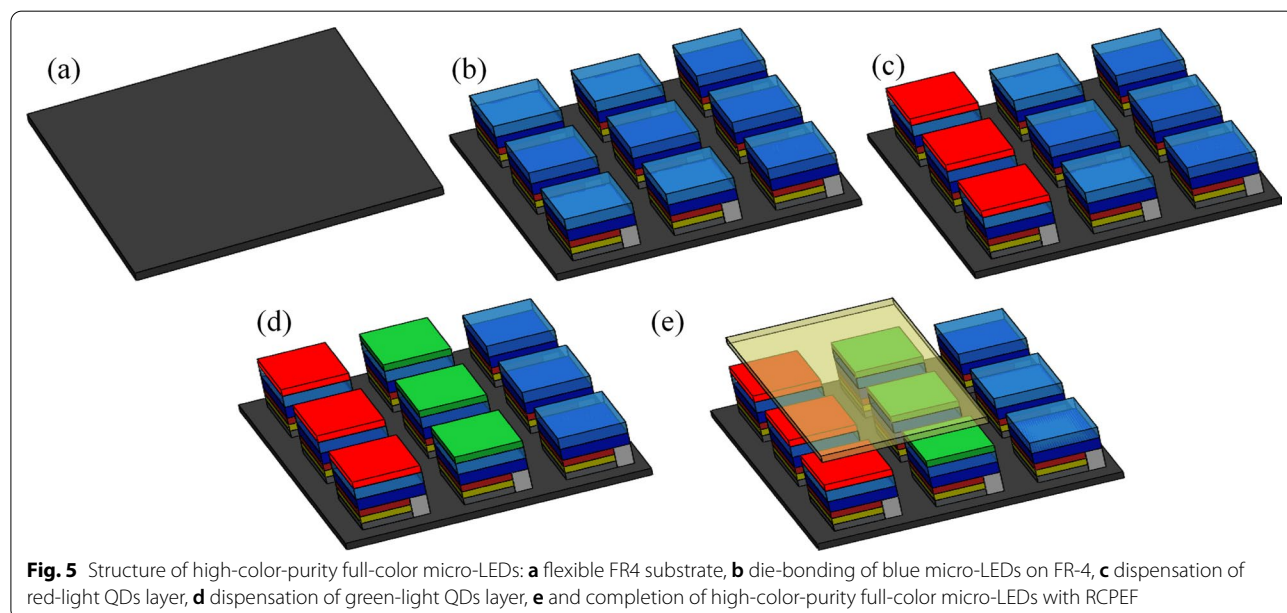 (a)
(b)
(c)
(d)
(e)
Fig. 5 Structure of high-color-purity full-color micro-LEDs: a flexible FR4 substrate, b die-bonding of blue micro-LEDs on FR-4, c dispensation of
red-light QDs layer, d dispensation of green-light QDs layer, e and completion of high-color-purity full-color micro-LEDs with RCPEF